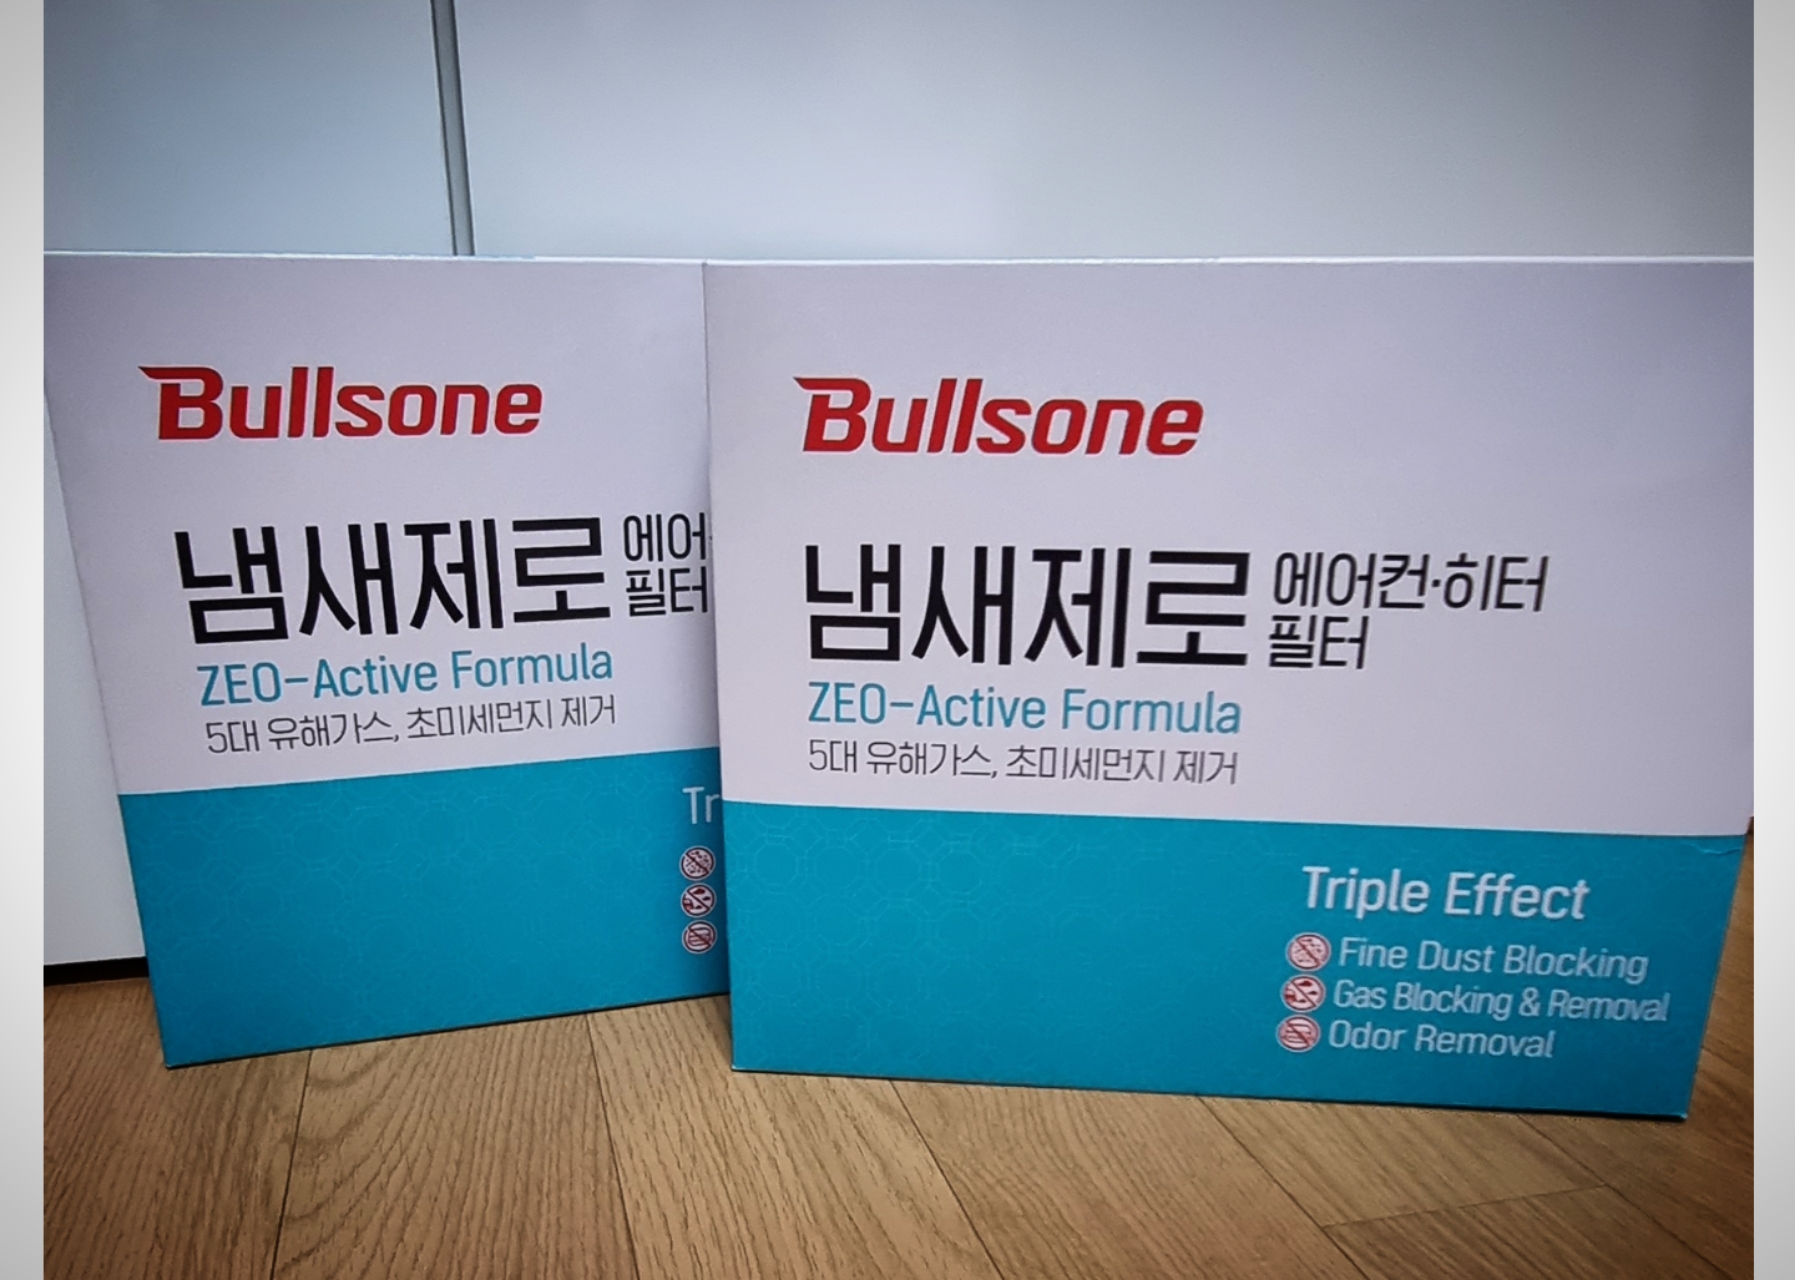 Bullsone
냄새제로 에어
필터
ZEO-Active Formula
5대 유해가스, 초미세먼지 제거
Tr
Bullsone
냄새제로 에어컨·히터
필터
ZEO-Active Formula
5대 유해가스, 초미세먼지 제거
Triple Effect
Fine Dust Blocking
Gas Blocking & Removal
Odor Removal